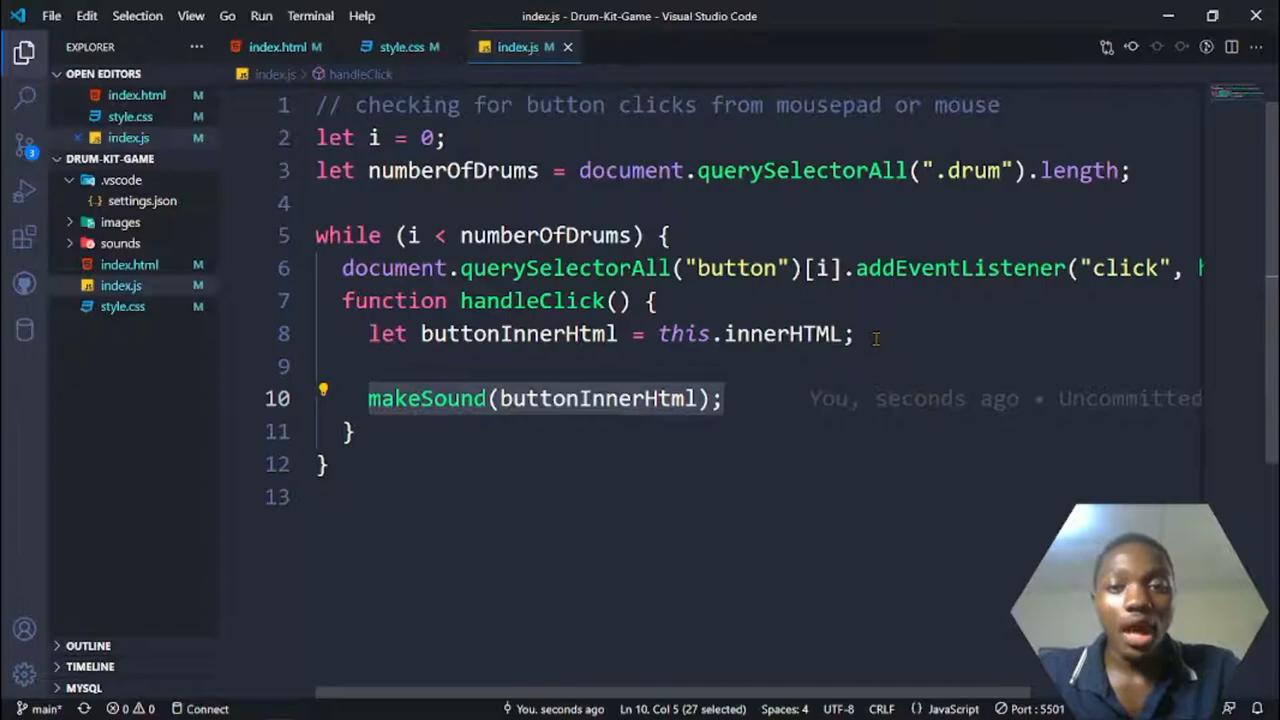 File Edit Selection View Go Run Terminal Help
index.js - Drum-Kit-Game - Visual Studio Code
EXPLORER
index.html M
style.css M
index.js M
OPEN EDITORS
index.html M
style.css M
index.js M
DRUM-KIT-GAME
.vscode
settings.json
images
sounds
index.html M
index.js M
style.css M
OUTLINE
TIMELINE
MYSQL
index.js > handleClick
1 // checking for button clicks from mousepad or mouse
2 let i = 0;
3 let numberOfDrums = document.querySelectorAll(".drum").length;
4
5 while (i < numberOfDrums) {
6 document.querySelectorAll("button")[i].addEventListener("click", h
7 function handleClick() {
8 let buttonInnerHtml = this.innerHTML;
9
10 makeSound(buttonInnerHtml); You, seconds ago • Uncommitted
11 }
12 }
13
3
main* 0 0 Connect You, seconds ago Ln 10, Col 5 (27 selected) Spaces: 4 UTF-8 CRLF {} JavaScript Port : 5501